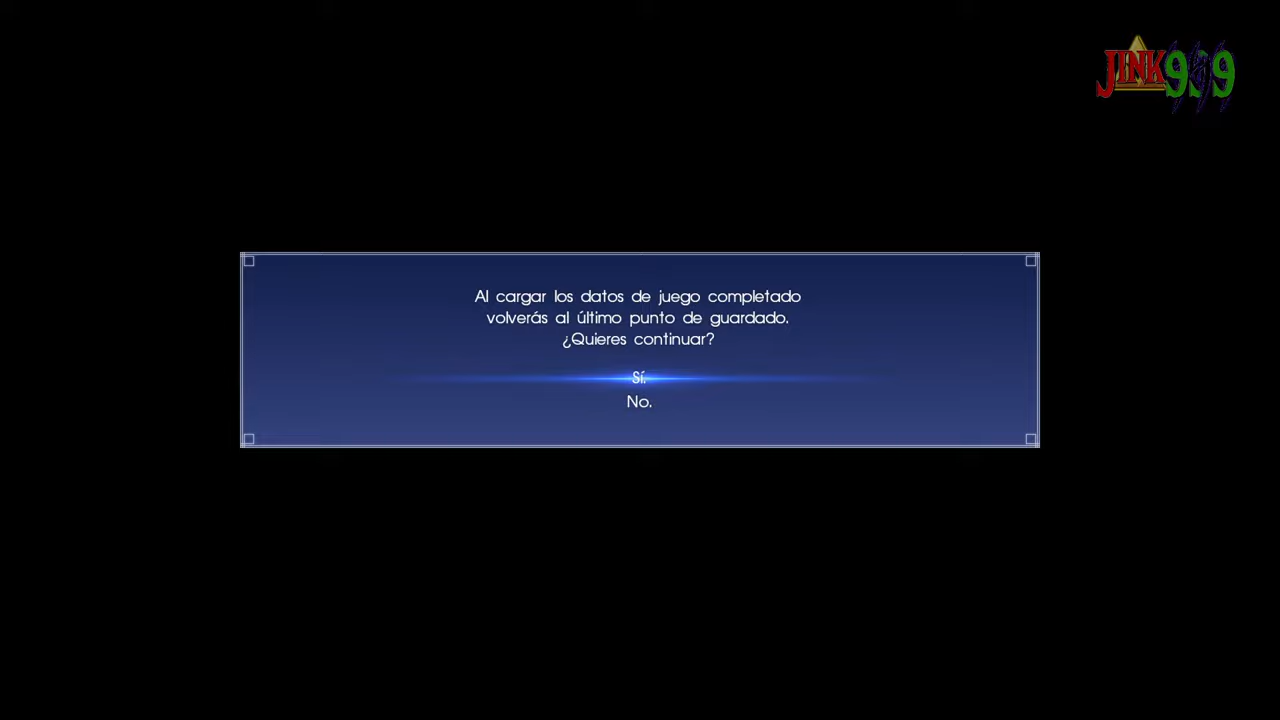 JINK999
Al cargar los datos de juego completado
volverás al último punto de guardado.
¿Quieres continuar?
Sí.
No.